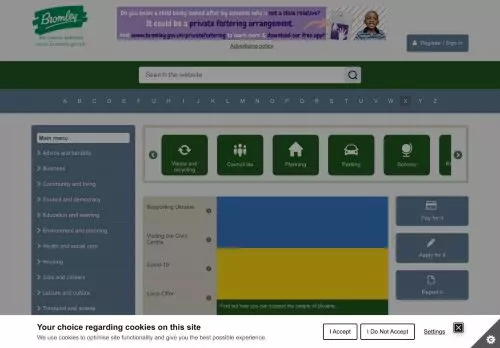 Bromley
THE LONDON BOROUGH
www.bromley.gov.uk
Do you know a child being looked after by someone who is not a close relative?
It could be a private fostering arrangement.
Visit www.bromley.gov.uk/privatefostering to learn more & download our free app!
Advertising policy
Register / Sign in
Search the website
A B C D E F G H I J K L M N O P Q R S T U V W X Y Z
Main menu
Advice and benefits
Business
Community and living
Council and democracy
Education and learning
Environment and planning
Health and social care
Housing
Jobs and careers
Leisure and culture
Transport and streets
Waste and recycling
Council tax
Planning
Parking
Schools
Supporting Ukraine
Visiting the Civic Centre
Covid-19
Local Offer
Find out how you can support the people of Ukraine
Pay for it
Apply for it
Report it
Your choice regarding cookies on this site
We use cookies to optimise site functionality and give you the best possible experience.
I Accept
I Do Not Accept
Settings